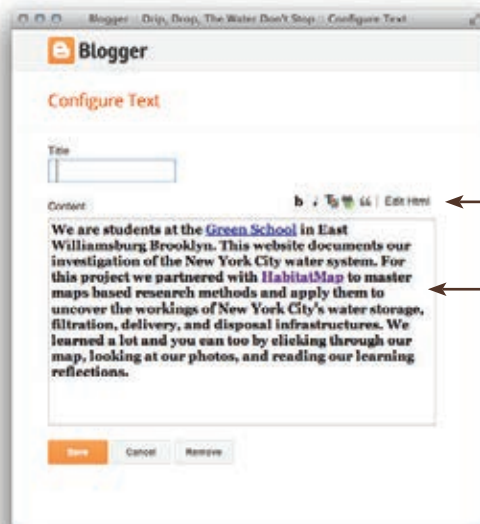 Blogger: Drip, Drop, The Water Don't Stop : Configure Text
Blogger
Configure Text
Title
Content
b i “ | Edit Html
We are students at the Green School in East
Williamsburg Brooklyn. This website documents our
investigation of the New York City water system. For
this project we partnered with HabitatMap to master
maps based research methods and apply them to
uncover the workings of New York City's water storage,
filtration, delivery, and disposal infrastructures. We
learned a lot and you can too by clicking through our
map, looking at our photos, and reading our learning
reflections.
Save Cancel Remove